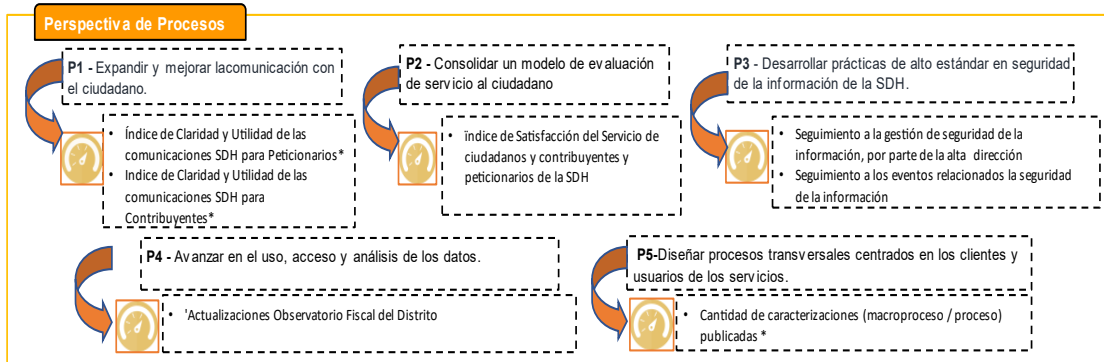 Perspectiva de Procesos
P1 - Expandir y mejorar lacomunicación con
el ciudadano.
• Índice de Claridad y Utilidad de las
comunicaciones SDH para Peticionarios*
• Indice de Claridad y Utilidad de las
comunicaciones SDH para
Contribuyentes*
P2 - Consolidar un modelo de evaluación
de servicio al ciudadano
• ïndice de Satisfacción del Servicio de
ciudadanos y contribuyentes y
peticionarios de la SDH
P3 - Desarrollar prácticas de alto estándar en seguridad
de la información de la SDH.
• Seguimiento a la gestión de seguridad de la
información, por parte de la alta dirección
• Seguimiento a los eventos relacionados la seguridad
de la información
P4 - Avanzar en el uso, acceso y análisis de los datos.
• 'Actualizaciones Observatorio Fiscal del Distrito
P5-Diseñar procesos transversales centrados en los clientes y
usuarios de los servicios.
• Cantidad de caracterizaciones (macroproceso / proceso)
publicadas *